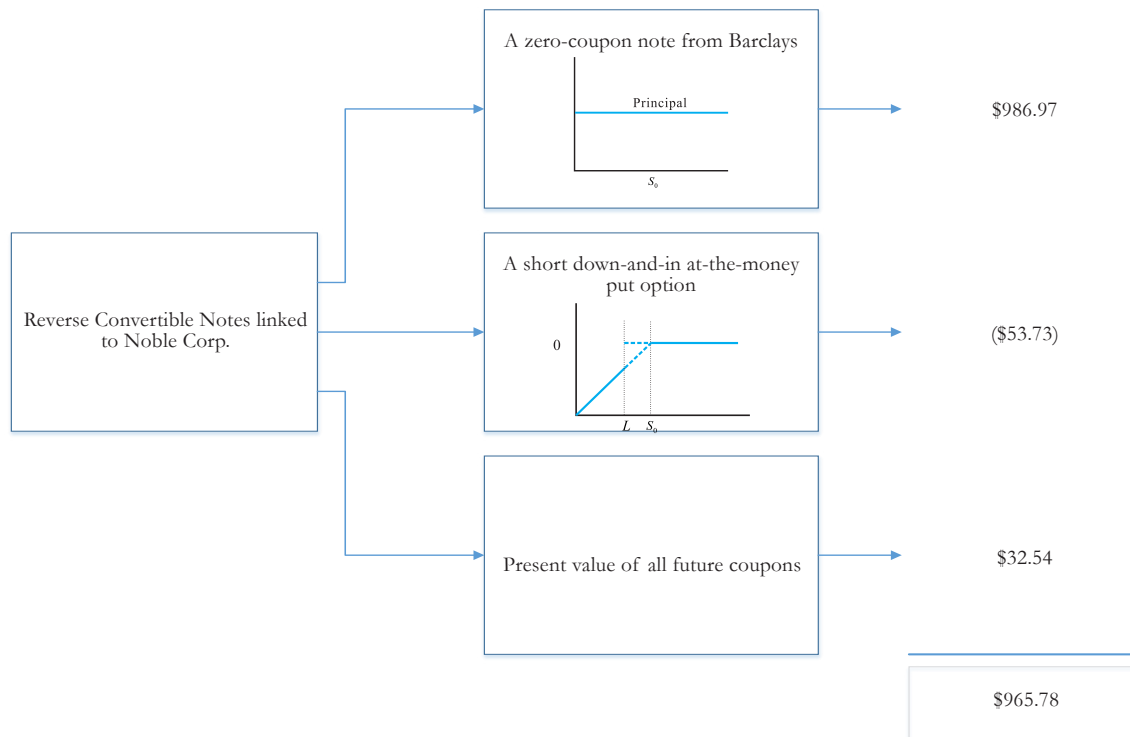 A zero-coupon note from Barclays
Principal
S₀
$986.97
Reverse Convertible Notes linked
to Noble Corp.
A short down-and-in at-the-money
put option
0
L S₀
($53.73)
Present value of all future coupons
$32.54
$965.78